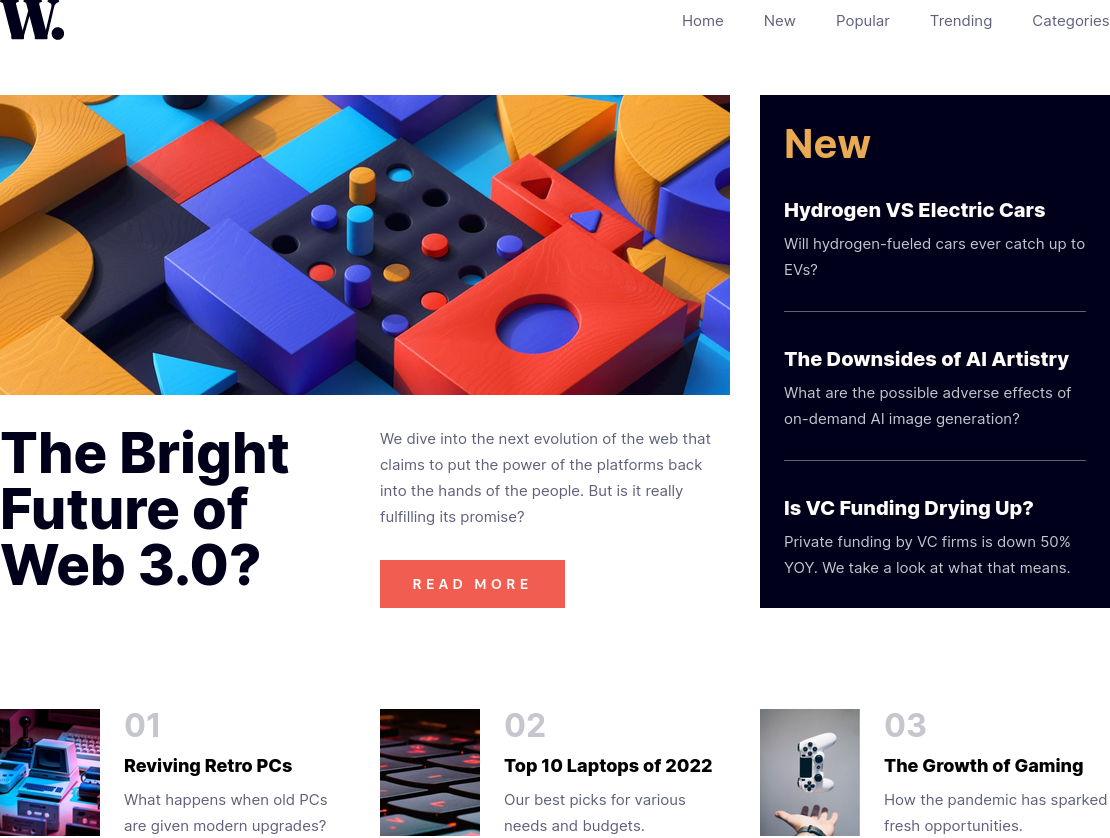 W.
Home New Popular Trending Categories
The Bright
Future of
Web 3.0?
We dive into the next evolution of the web that
claims to put the power of the platforms back
into the hands of the people. But is it really
fulfilling its promise?
READ MORE
New
Hydrogen VS Electric Cars
Will hydrogen-fueled cars ever catch up to
EVs?
The Downsides of AI Artistry
What are the possible adverse effects of
on-demand AI image generation?
Is VC Funding Drying Up?
Private funding by VC firms is down 50%
YOY. We take a look at what that means.
01
Reviving Retro PCs
What happens when old PCs
are given modern upgrades?
02
Top 10 Laptops of 2022
Our best picks for various
needs and budgets.
03
The Growth of Gaming
How the pandemic has sparked
fresh opportunities.